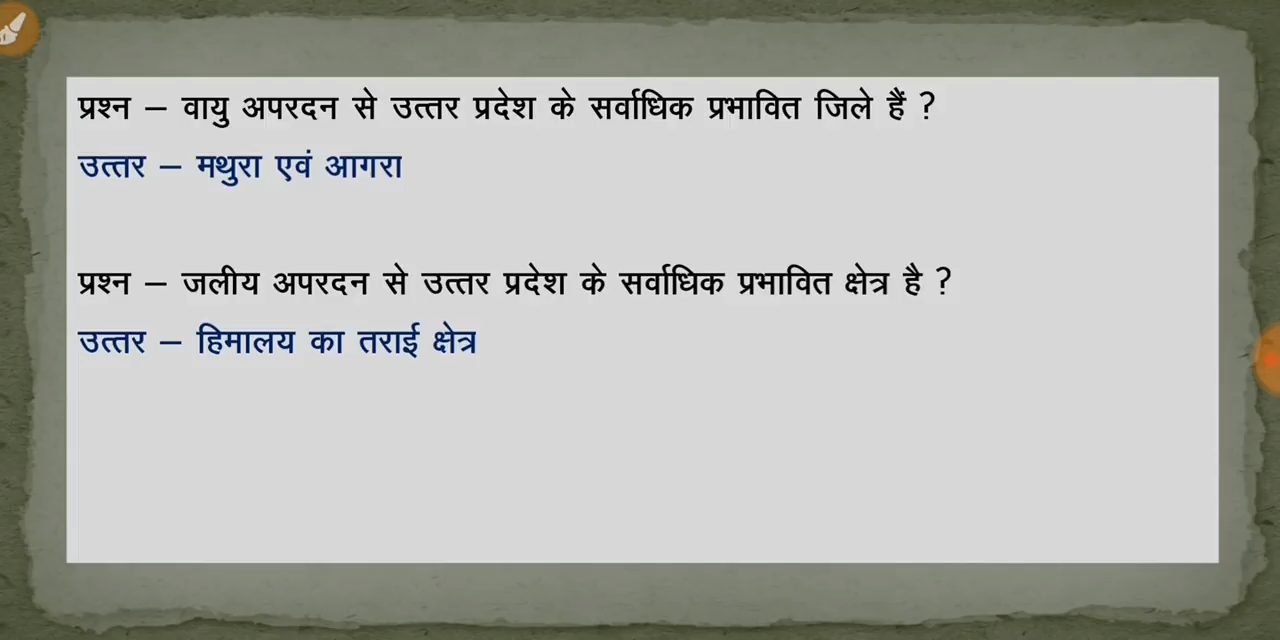 प्रश्न – वायु अपरदन से उत्तर प्रदेश के सर्वाधिक प्रभावित जिले हैं ?
उत्तर – मथुरा एवं आगरा
प्रश्न – जलीय अपरदन से उत्तर प्रदेश के सर्वाधिक प्रभावित क्षेत्र है ?
उत्तर – हिमालय का तराई क्षेत्र